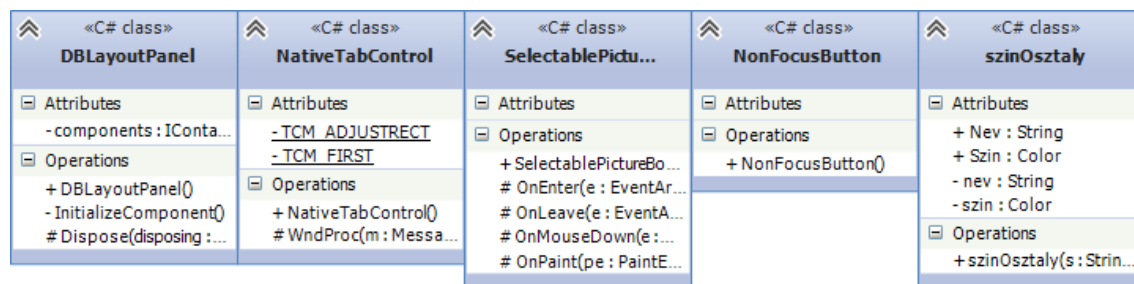 «C# class»
DBLayoutPanel
Attributes
- components : IConta...
Operations
+ DBLayoutPanel()
- InitializeComponent()
# Dispose(disposing :...
«C# class»
NativeTabControl
Attributes
- TCM_ADJUSTRECT
- TCM_FIRST
Operations
+ NativeTabControl()
# WndProc(m : Messa...
«C# class»
SelectablePictu...
Attributes
Operations
+ SelectablePictureBo...
# OnEnter(e : EventAr...
# OnLeave(e : EventA...
# OnMouseDown(e :...
# OnPaint(pe : PaintE...
«C# class»
NonFocusButton
Attributes
Operations
+ NonFocusButton()
«C# class»
szinOsztaly
Attributes
+ Nev : String
+ Szin : Color
- nev : String
- szin : Color
Operations
+ szinOsztaly(s : Strin...